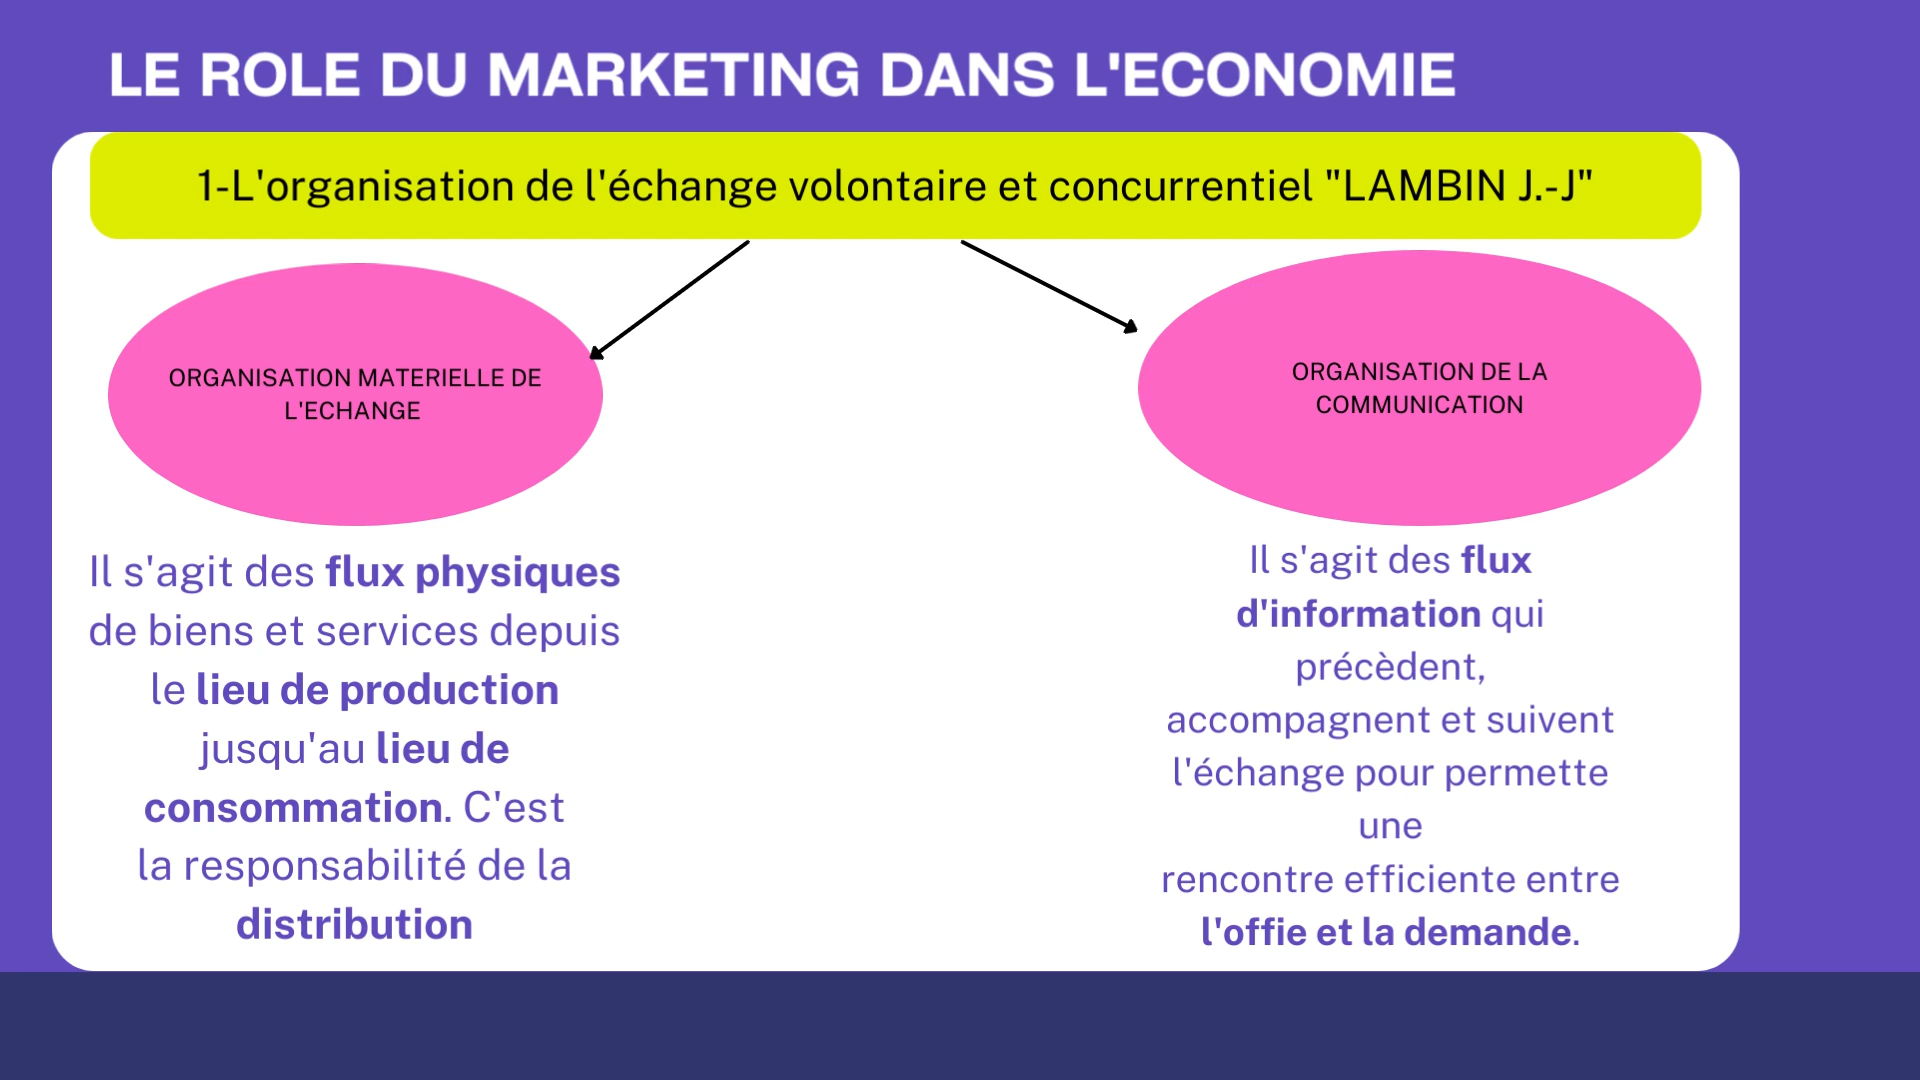 LE ROLE DU MARKETING DANS L'ECONOMIE
1-L'organisation de l'échange volontaire et concurrentiel "LAMBIN J.-J"
ORGANISATION MATERIELLE DE
L'ECHANGE
Il s'agit des flux physiques
de biens et services depuis
le lieu de production
jusqu'au lieu de
consommation. C'est
la responsabilité de la
distribution
ORGANISATION DE LA
COMMUNICATION
Il s'agit des flux
d'information qui
précèdent,
accompagnent et suivent
l'échange pour permette
une
rencontre efficiente entre
l'offie et la demande.